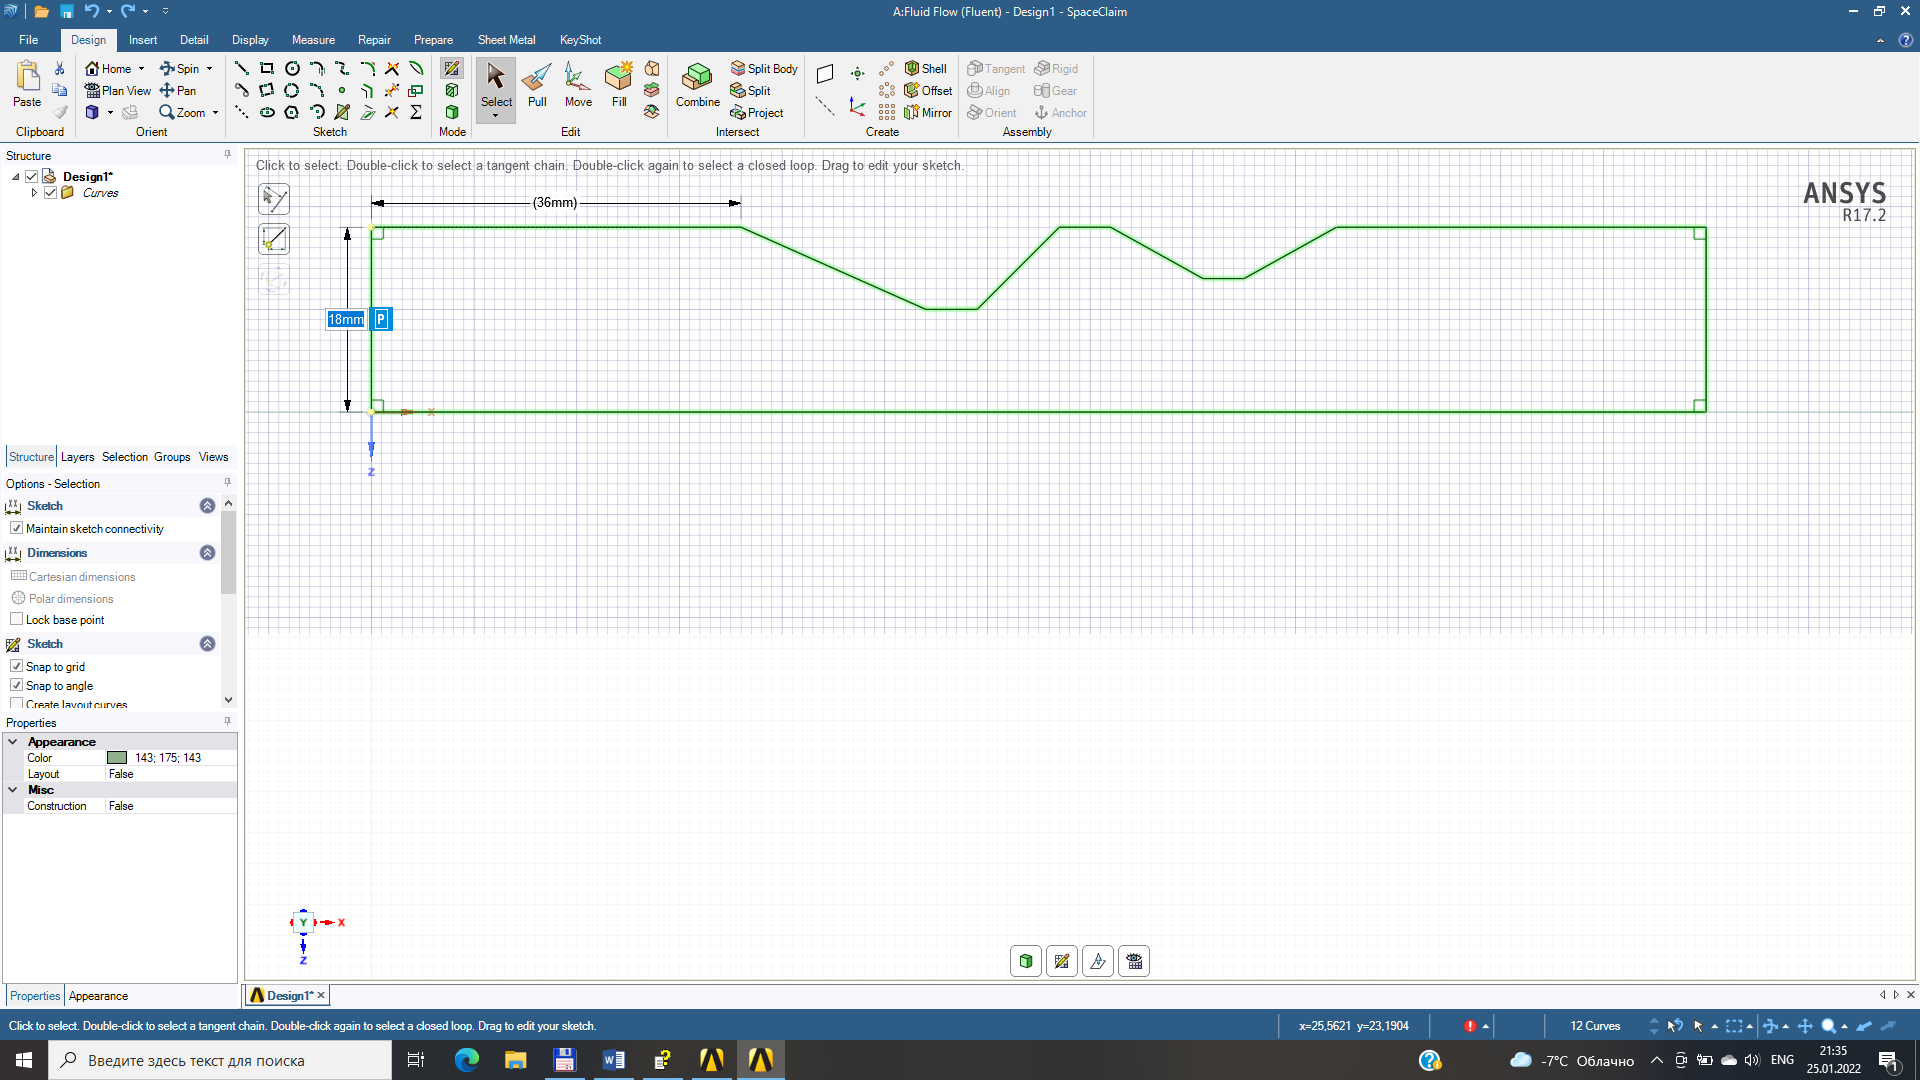 A:Fluid Flow (Fluent) - Design1 - SpaceClaim
File Design Insert Detail Display Measure Repair Prepare Sheet Metal KeyShot
Paste
Clipboard
Home Spin
Plan View Pan
Zoom
Orient
Sketch
Mode
Select Pull Move Fill
Edit
Combine
Split Body
Split
Project
Intersect
Shell
Offset
Mirror
Create
Tangent Rigid
Align Gear
Orient Anchor
Assembly
Structure
Design1*
Curves
Structure Layers Selection Groups Views
Options - Selection
Sketch
Maintain sketch connectivity
Dimensions
Cartesian dimensions
Polar dimensions
Lock base point
Sketch
Snap to grid
Snap to angle
Create layout curves
Properties
Appearance
Color 143; 175; 143
Layout False
Misc
Construction False
Properties Appearance
Click to select. Double-click to select a tangent chain. Double-click again to select a closed loop. Drag to edit your sketch.
ANSYS
R17.2
(36mm)
18mm P
X
Z
Y X
Z
Design1*
Click to select. Double-click to select a tangent chain. Double-click again to select a closed loop. Drag to edit your sketch.
x=25,5621 y=23,1904
12 Curves
Введите здесь текст для поиска
-7°C Облачно
ENG
21:35
25.01.2022
1